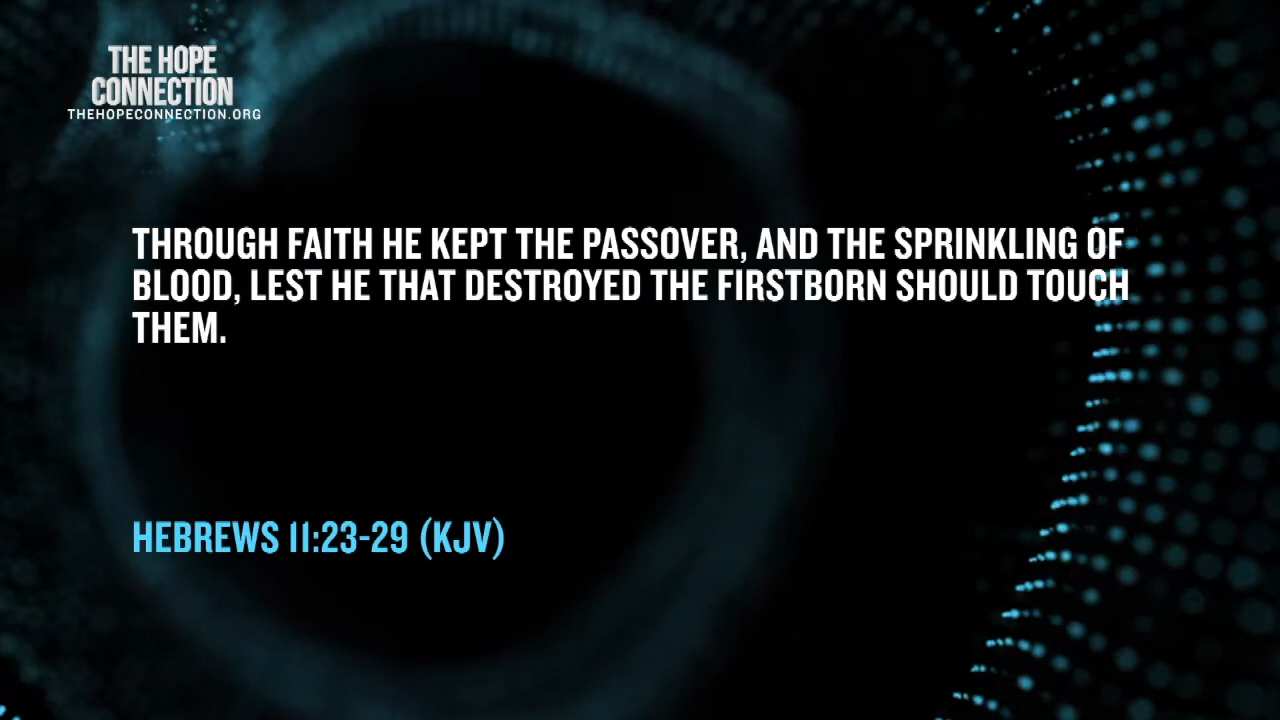 THE HOPE
CONNECTION
THEHOPECONNECTION.ORG
THROUGH FAITH HE KEPT THE PASSOVER, AND THE SPRINKLING OF
BLOOD, LEST HE THAT DESTROYED THE FIRSTBORN SHOULD TOUCH
THEM.
HEBREWS 11:23-29 (KJV)